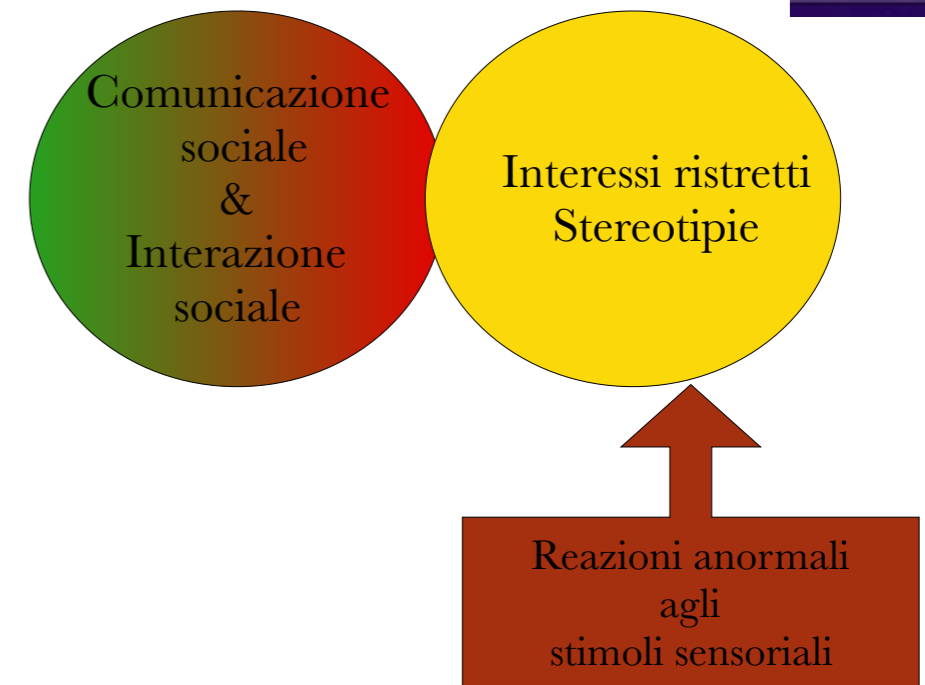 Comunicazione
sociale
&
Interazione
sociale
Interessi ristretti
Stereotipie
Reazioni anormali
agli
stimoli sensoriali